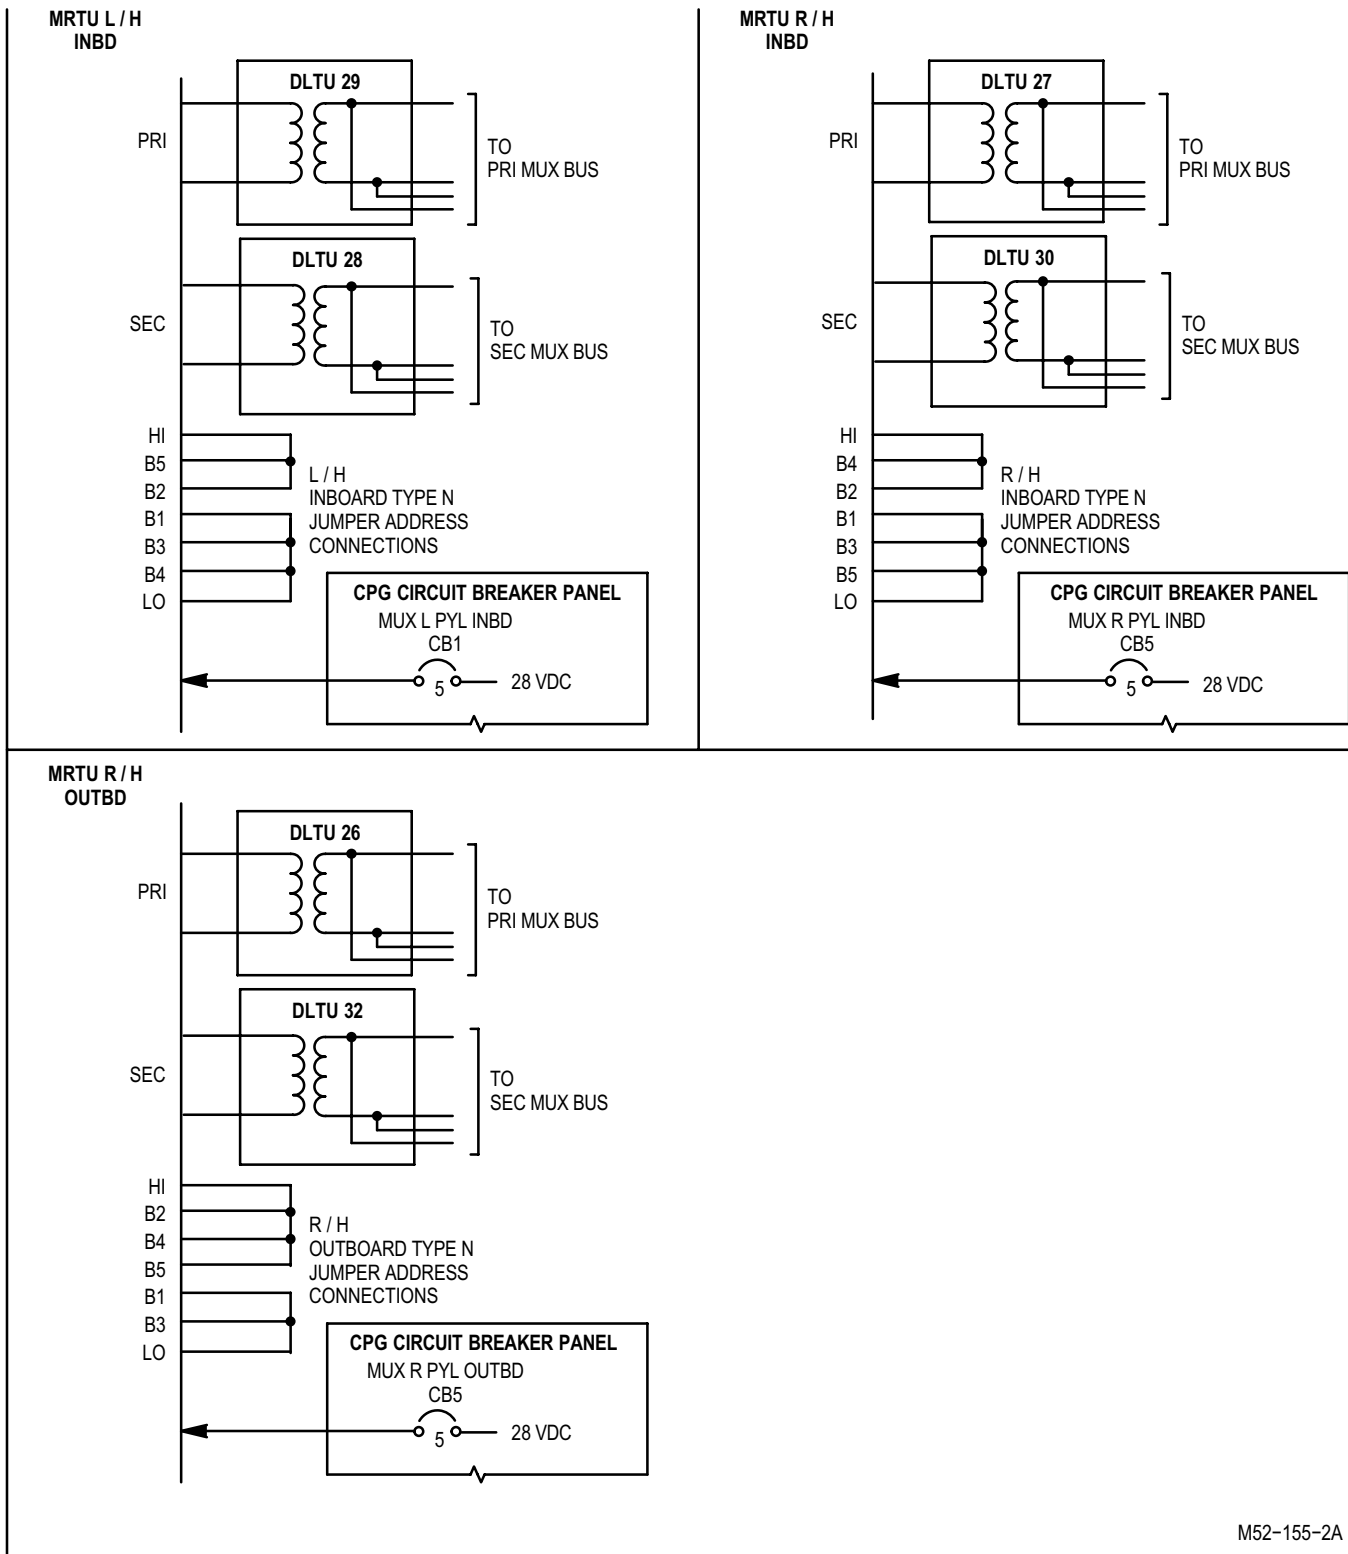 MRTU L / H
INBD
DLTU 29
PRI
TO
PRI MUX BUS
DLTU 28
SEC
TO
SEC MUX BUS
HI
B5
B2
B1
B3
B4
LO
L / H
INBOARD TYPE N
JUMPER ADDRESS
CONNECTIONS
CPG CIRCUIT BREAKER PANEL
MUX L PYL INBD
CB1
5
28 VDC
MRTU R / H
INBD
DLTU 27
PRI
TO
PRI MUX BUS
DLTU 30
SEC
TO
SEC MUX BUS
HI
B4
B2
B1
B3
B5
LO
R / H
INBOARD TYPE N
JUMPER ADDRESS
CONNECTIONS
CPG CIRCUIT BREAKER PANEL
MUX R PYL INBD
CB5
5
28 VDC
MRTU R / H
OUTBD
DLTU 26
PRI
TO
PRI MUX BUS
DLTU 32
SEC
TO
SEC MUX BUS
HI
B2
B4
B5
B1
B3
LO
R / H
OUTBOARD TYPE N
JUMPER ADDRESS
CONNECTIONS
CPG CIRCUIT BREAKER PANEL
MUX R PYL OUTBD
CB5
5
28 VDC
M52−155−2A